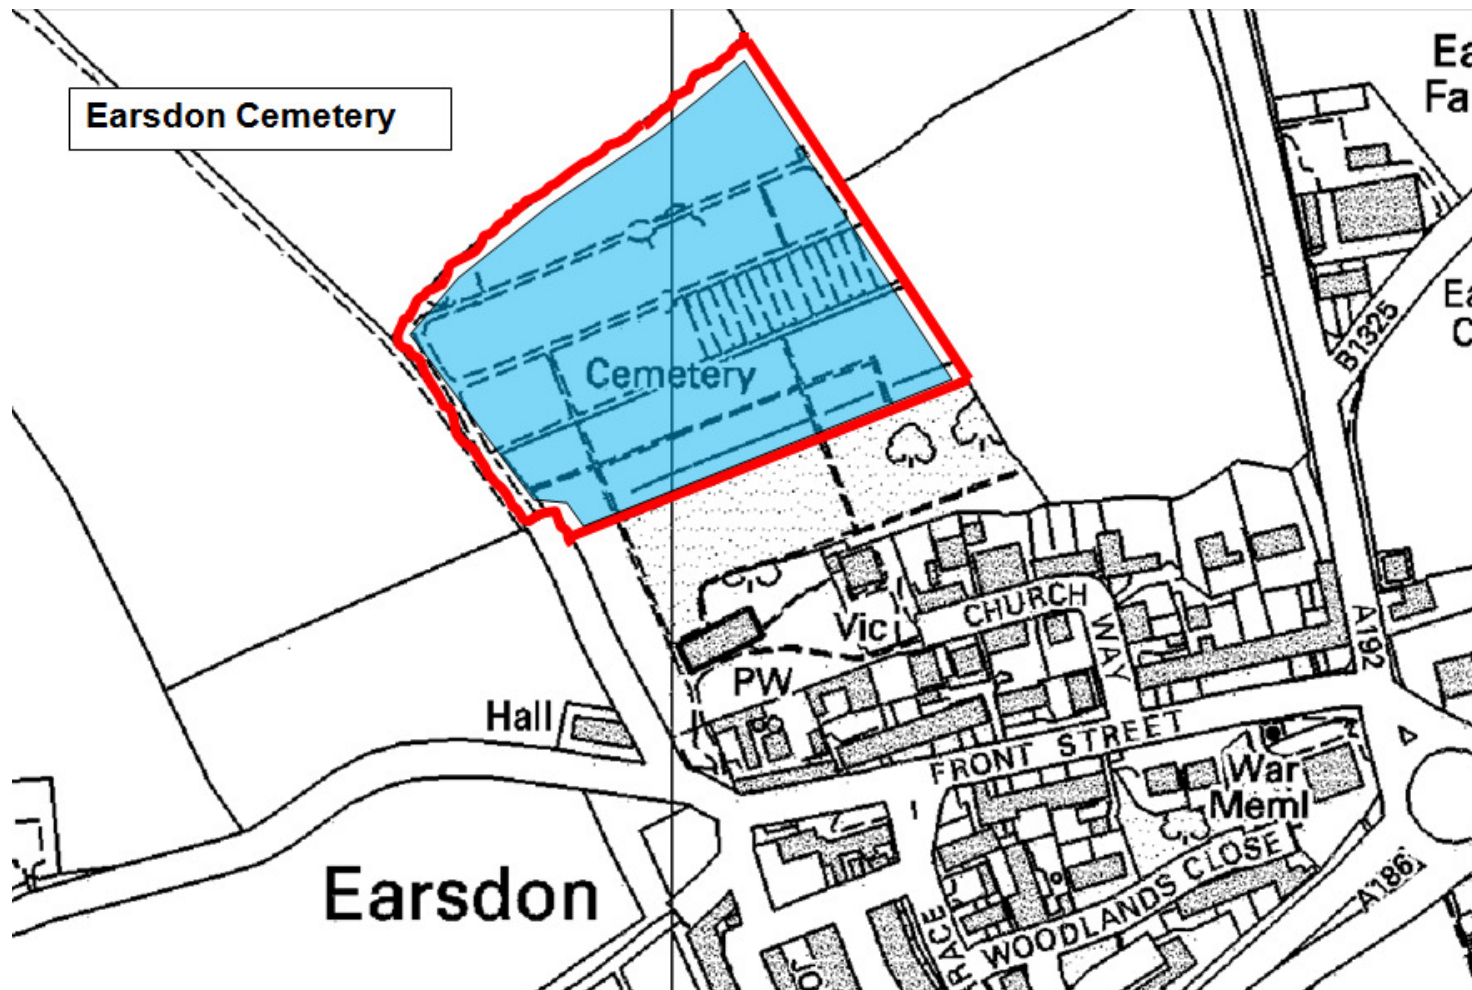 Earsdon Cemetery
Cemetery
B1325
CHURCH
WAY
Vic
PW
A192
Hall
FRONT STREET
War
Meml
Earsdon
WOODLANDS CLOSE
A186